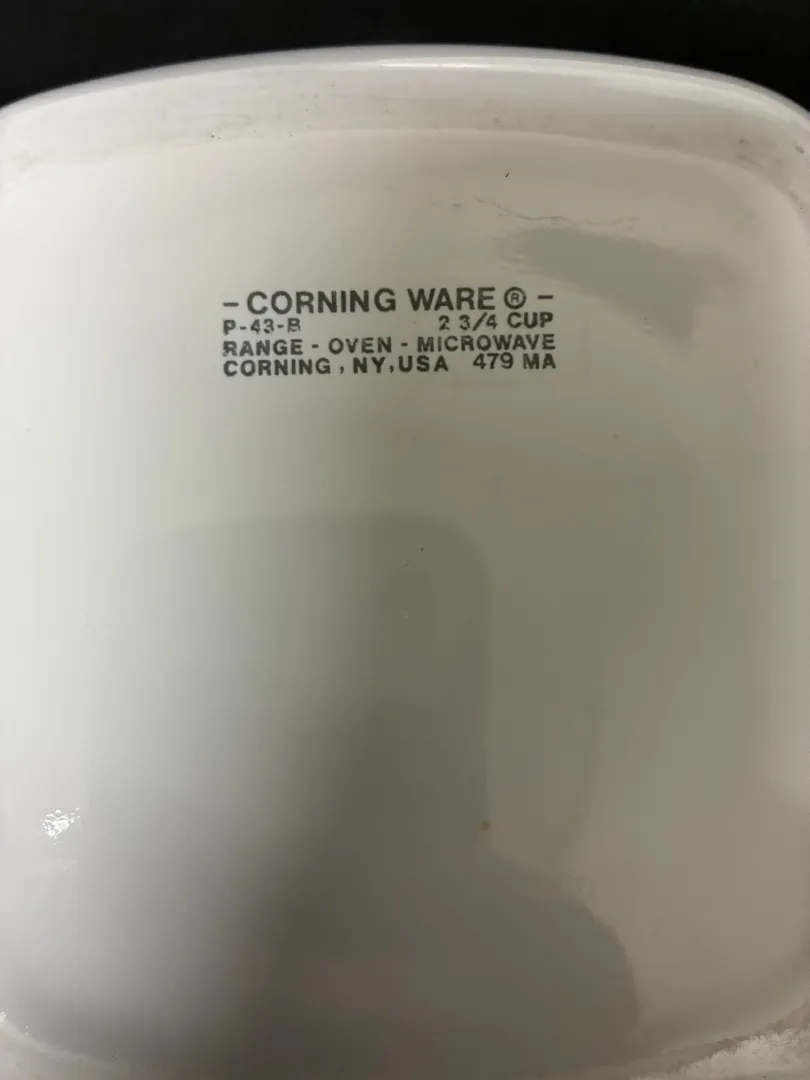 - CORNING WARE ® -
P-43-B 2 3/4 CUP
RANGE - OVEN - MICROWAVE
CORNING, NY, USA 479 MA